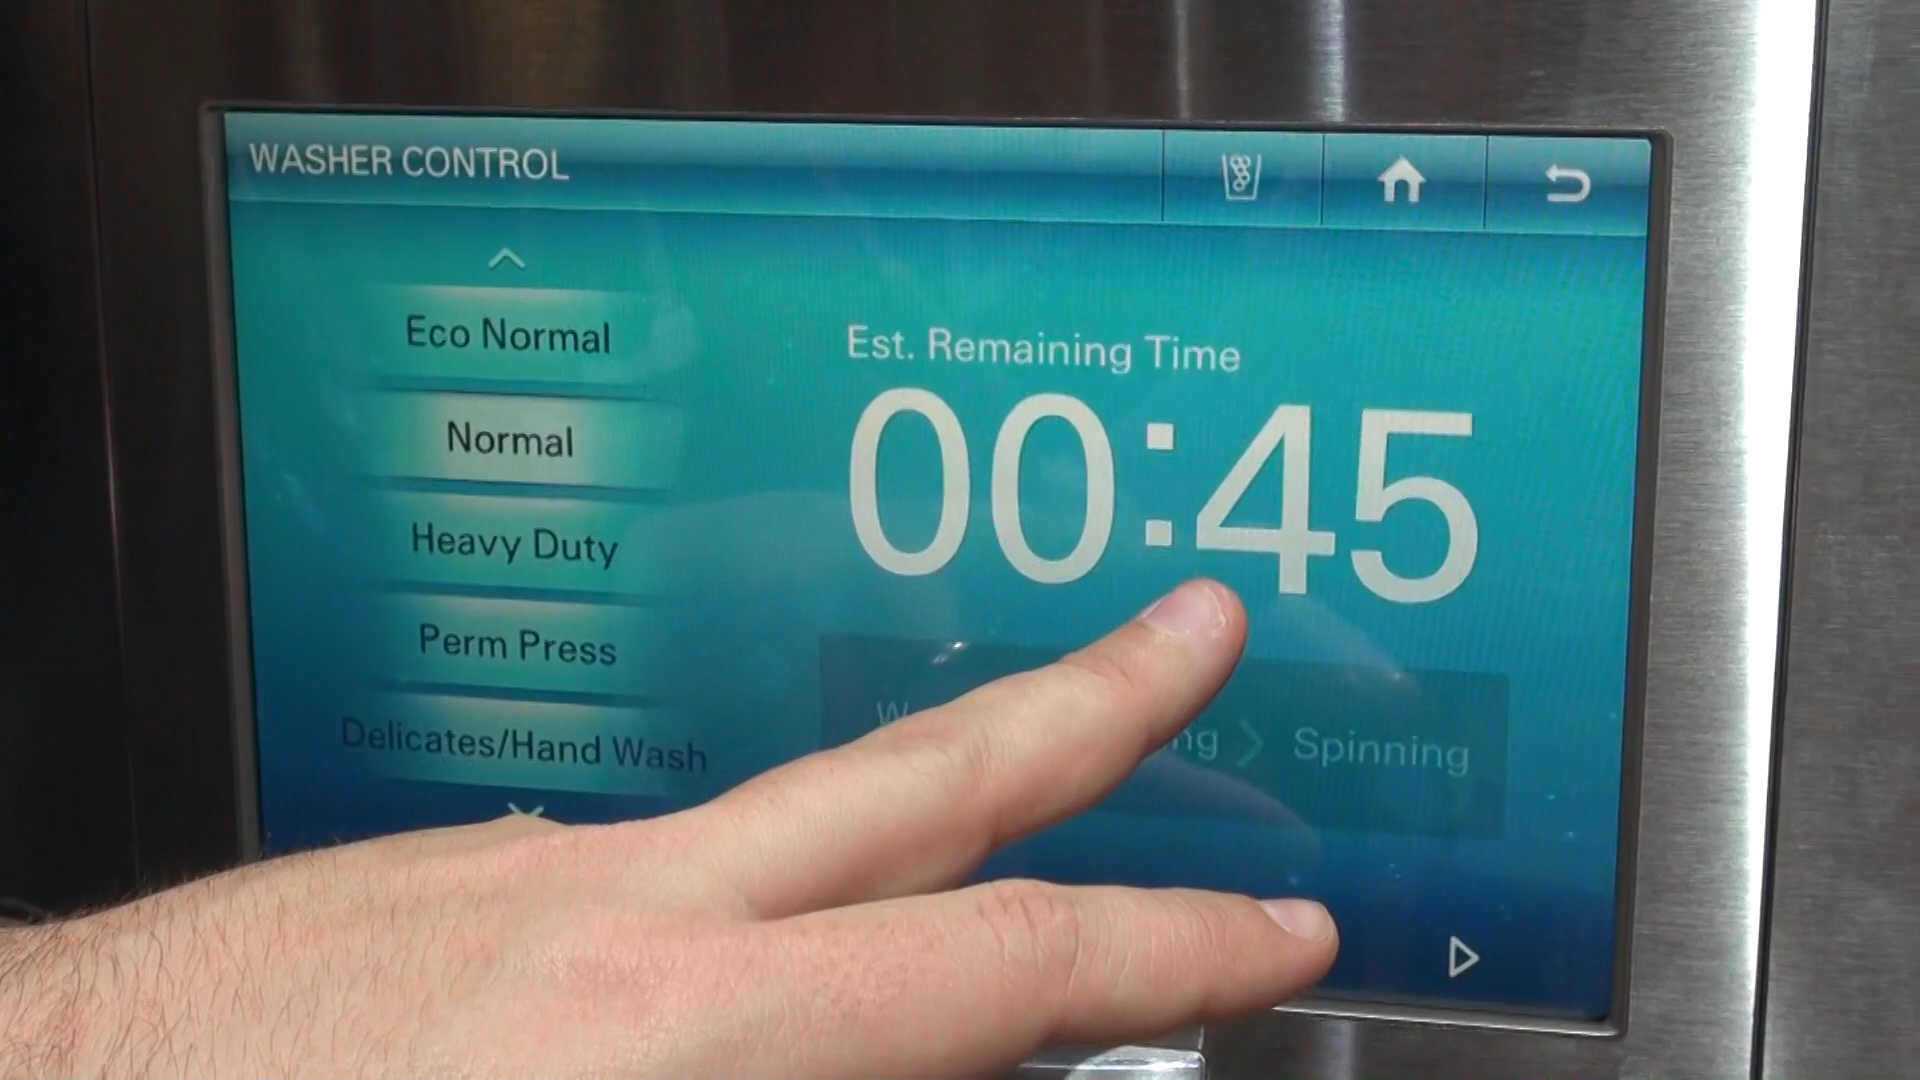 WASHER CONTROL
Eco Normal
Normal
Heavy Duty
Perm Press
Delicates/Hand Wash
Est. Remaining Time
00:45
Spinning